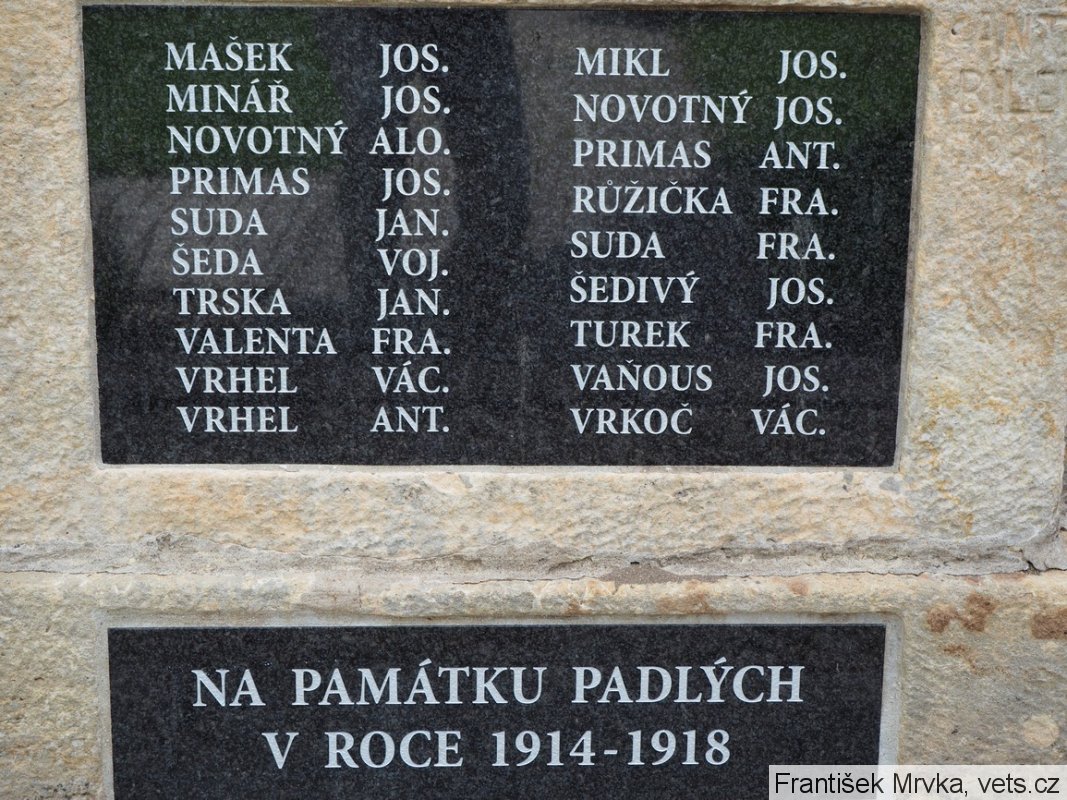 MAŠEK JOS.
MINÁŘ JOS.
NOVOTNÝ ALO.
PRIMAS JOS.
SUDA JAN.
ŠEDA VOJ.
TRSKA JAN.
VALENTA FRA.
VRHEL VÁC.
VRHEL ANT.
MIKL JOS.
NOVOTNÝ JOS.
PRIMAS ANT.
RŮŽIČKA FRA.
SUDA FRA.
ŠEDIVÝ JOS.
TUREK FRA.
VAŇOUS JOS.
VRKOČ VÁC.
NA PAMÁTKU PADLÝCH
V ROCE 1914-1918
František Mrvka, vets.cz